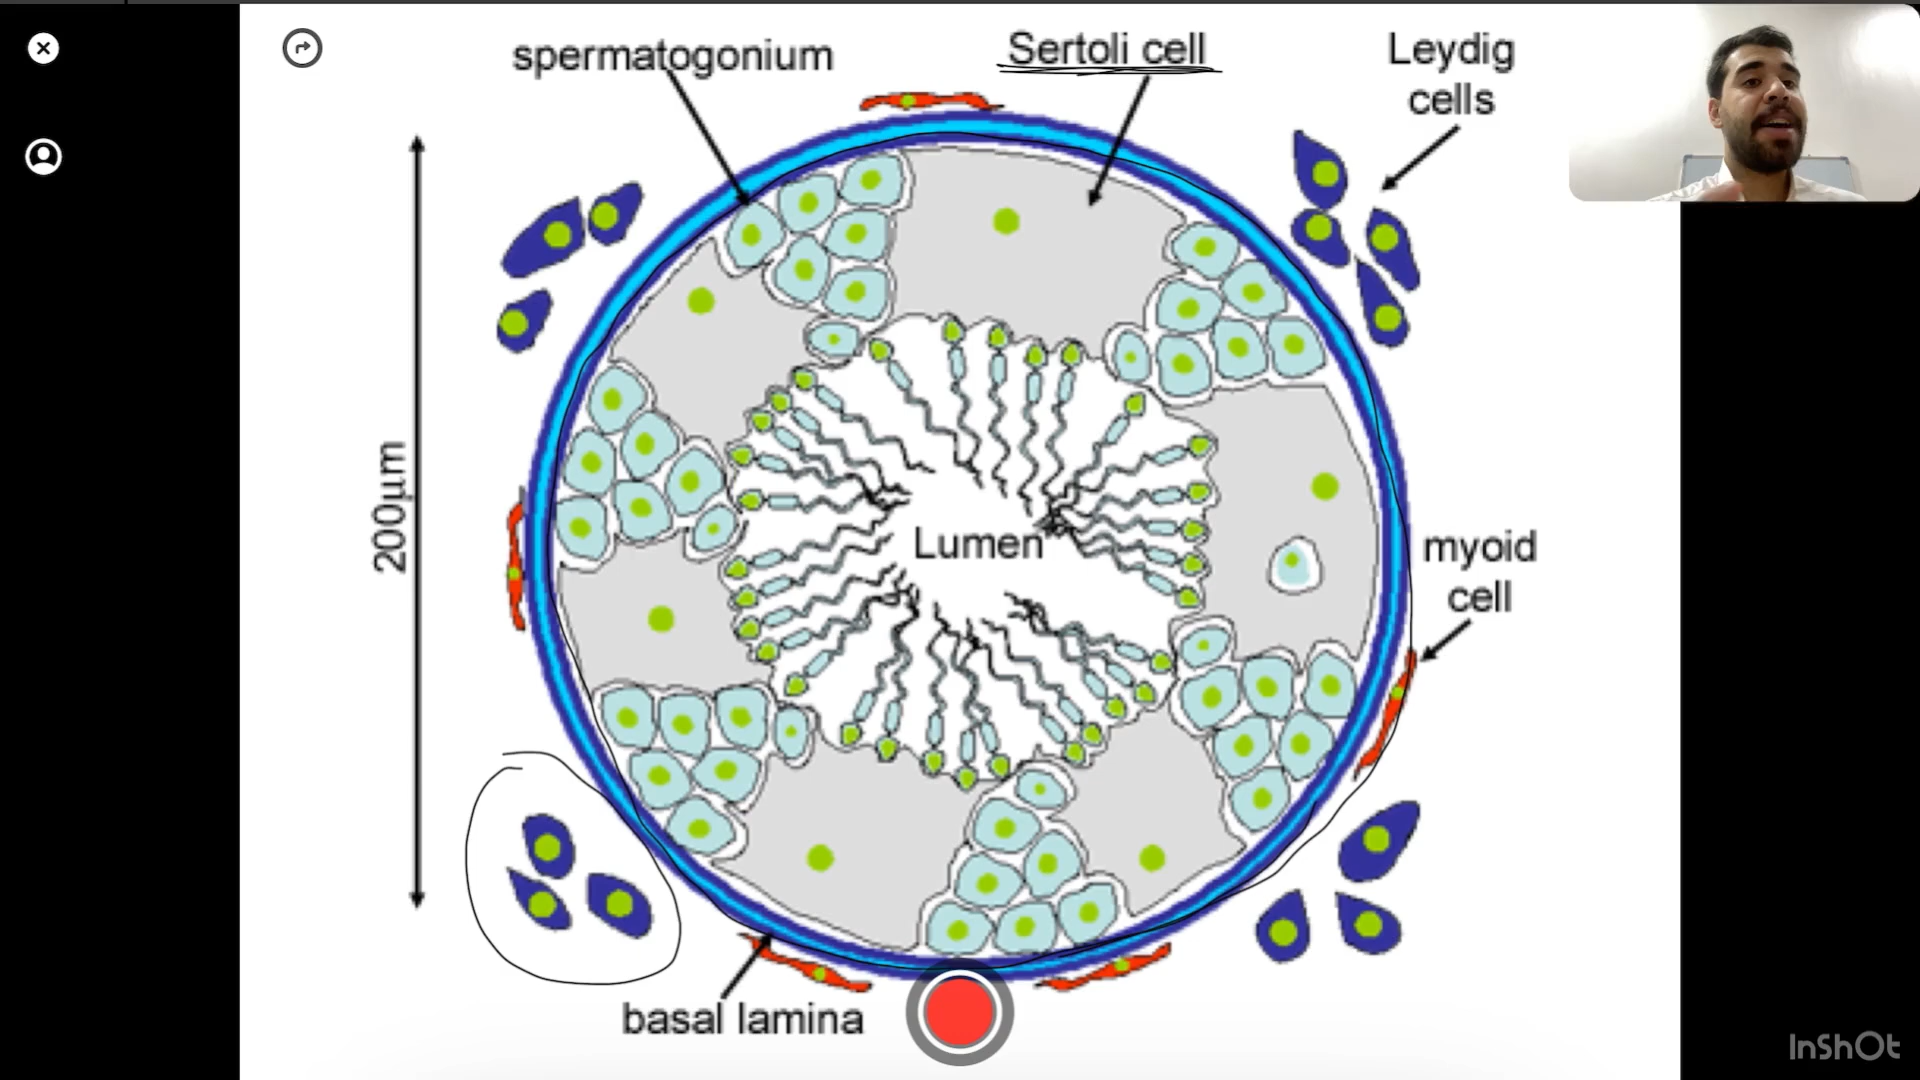 spermatogonium
Sertoli cell
Leydig
cells
200µm
Lumen
myoid
cell
basal lamina
InShOt